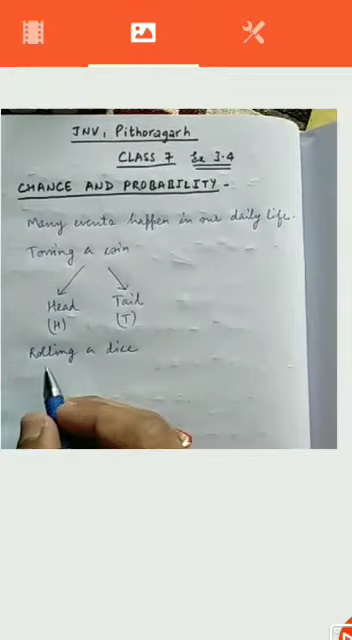 JNV, Pithoragarh
CLASS 7 Ex 3.4
CHANCE AND PROBABILITY -
Many events happen in our daily life.
Tossing a coin
Head Tail
(H) (T)
Rolling a dice